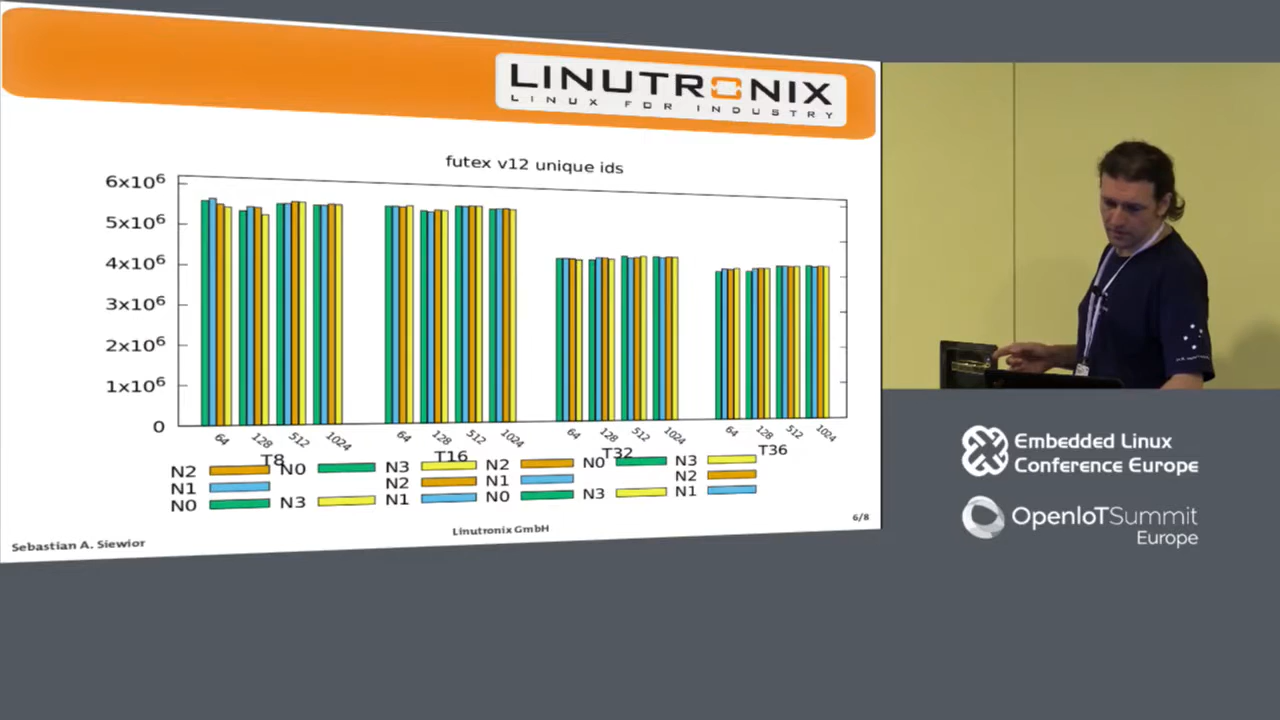 LINUTRONIX
LINUX FOR INDUSTRY
futex v12 unique ids
6x10⁶
5x10⁶
4x10⁶
3x10⁶
2x10⁶
1x10⁶
0
64 128 512 1024 64 128 512 1024 64 128 512 1024 64 128 512 1024
T8 T16 T32 T36
N2 N0 N3 N2 N0 N3
N1 N2 N1 N2
N0 N3 N1 N0 N3 N1
Sebastian A. Siewior
Linutronix GmbH
6/8
Embedded Linux
Conference Europe
OpenIoTSummit
Europe